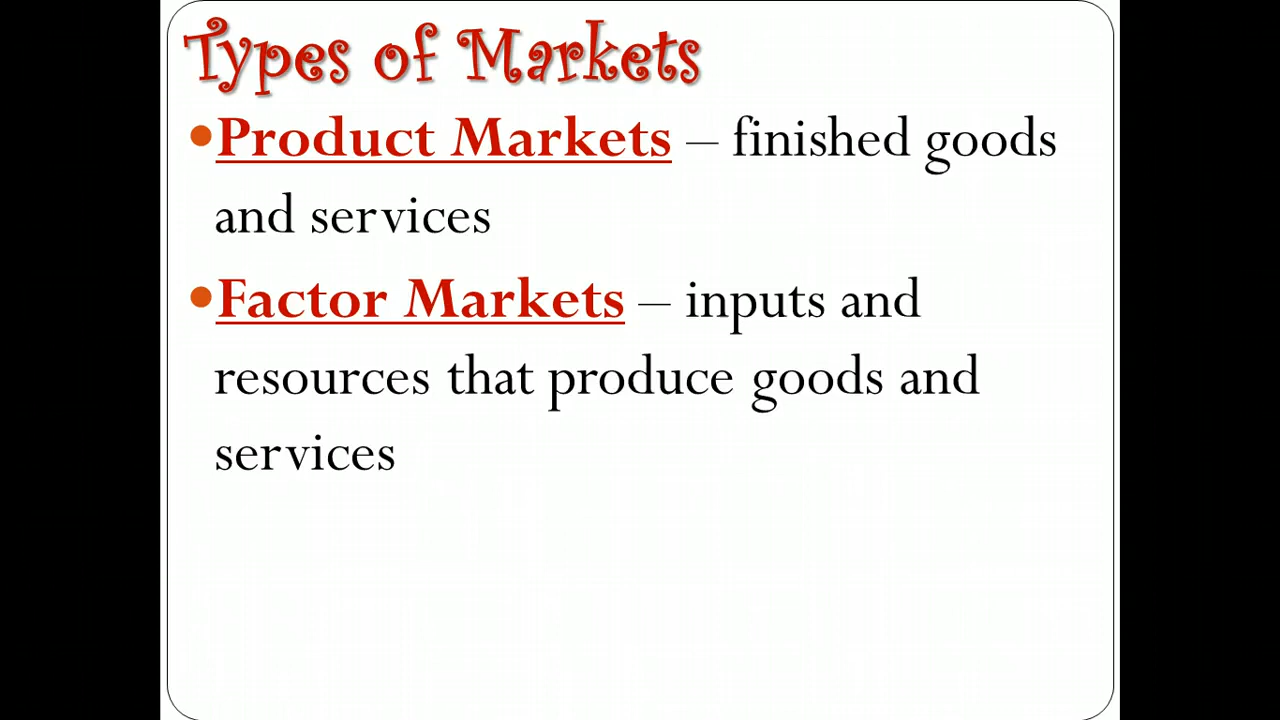 Types of Markets
•Product Markets – finished goods
and services
•Factor Markets – inputs and
resources that produce goods and
services